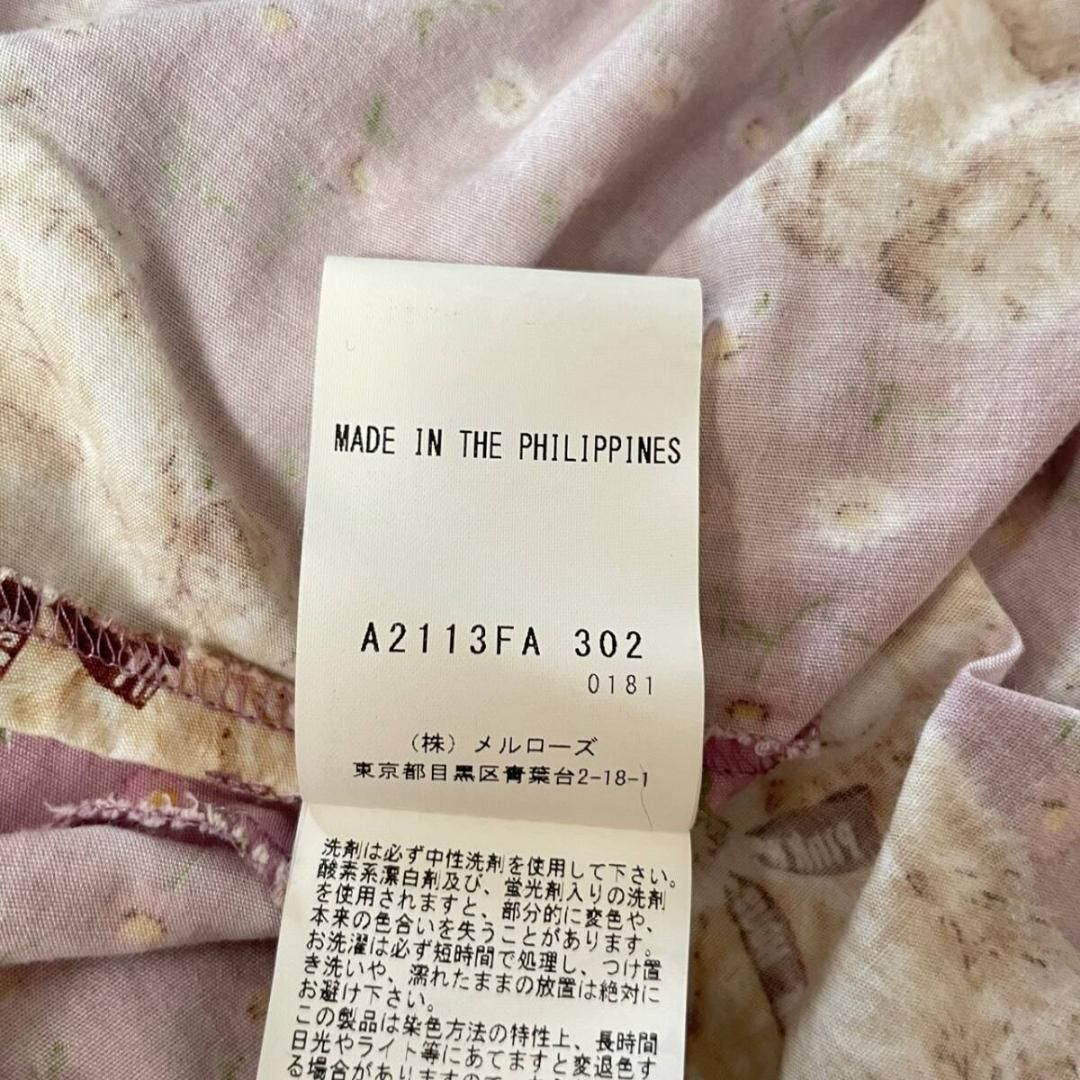 MADE IN THE PHILIPPINES
A2113FA 302
0181
(株) メルローズ
東京都目黒区青葉台2-18-1
洗剤は必ず中性洗剤を使用して下さい。
酸素系漂白剤及び、蛍光剤入りの洗剤
を使用されますと、部分的に変色や、
本来の色合いを失うことがあります。
お洗濯は必ず短時間で処理し、つけ置
き洗いや、濡れたままの放置は絶対に
お避け下さい。
この製品は染色方法の特性上、長時間
日光やライト等にあてますと変退色す
る場合がありますので